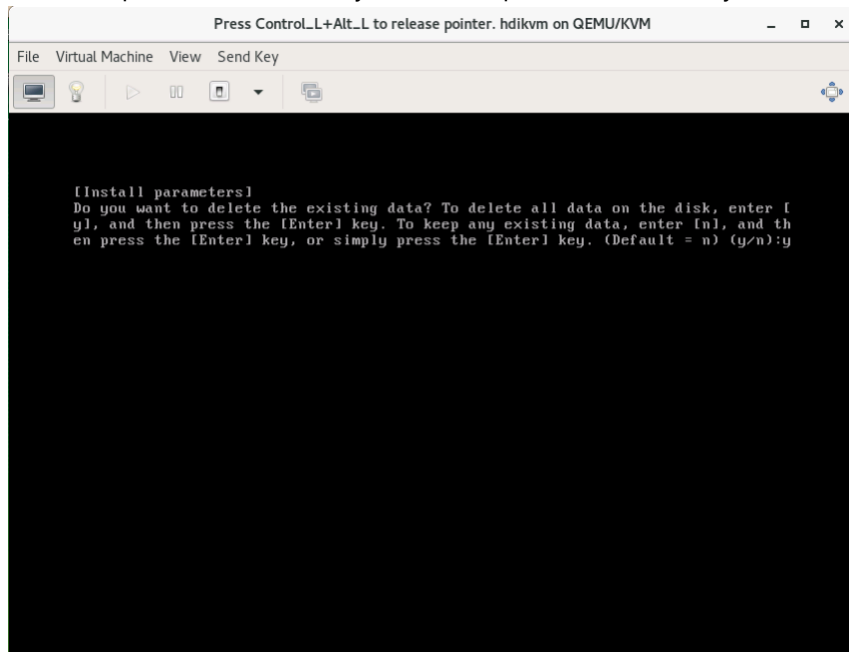 Press Control_L+Alt_L to release pointer. hdikvm on QEMU/KVM
File Virtual Machine View Send Key
[Install parameters]
Do you want to delete the existing data? To delete all data on the disk, enter [
y], and then press the [Enter] key. To keep any existing data, enter [n], and th
en press the [Enter] key, or simply press the [Enter] key. (Default = n) (y/n):y